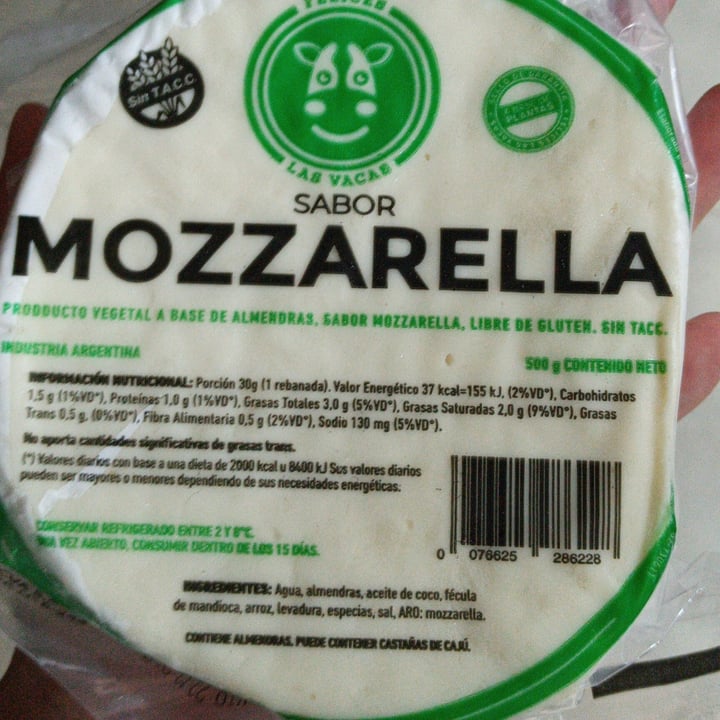 FELICES
LAS VACAS
Sin T.A.C.C.
SABOR
MOZZARELLA
PRODDUCTO VEGETAL A BASE DE ALMENDRAS, SABOR MOZZARELLA, LIBRE DE GLUTEN. SIN TACC.
INDUSTRIA ARGENTINA
500 g CONTENIDO NETO
INFORMACIÓN NUTRICIONAL: Porción 30g (1 rebanada). Valor Energético 37 kcal=155 kJ, (2%VD*), Carbohidratos
1,5 g (1%VD*), Proteínas 1,0 g (1%VD*), Grasas Totales 3,0 g (5%VD*), Grasas Saturadas 2,0 g (9%VD*), Grasas
Trans 0,5 g, (0%VD*), Fibra Alimentaria 0,5 g (2%VD*), Sodio 130 mg (5%VD*).
No aporta cantidades significativas de grasas trans.
(*) Valores diarios con base a una dieta de 2000 kcal u 8400 kJ Sus valores diarios
pueden ser mayores o menores dependiendo de sus necesidades energéticas.
CONSERVAR REFRIGERADO ENTRE 2 Y 8°C.
UNA VEZ ABIERTO, CONSUMIR DENTRO DE LOS 15 DÍAS.
0 076625 286228
INGREDIENTES: Agua, almendras, aceite de coco, fécula
de mandioca, arroz, levadura, especias, sal, ARO: mozzarella.
CONTIENE ALMENDRAS. PUEDE CONTENER CASTAÑAS DE CAJÚ.